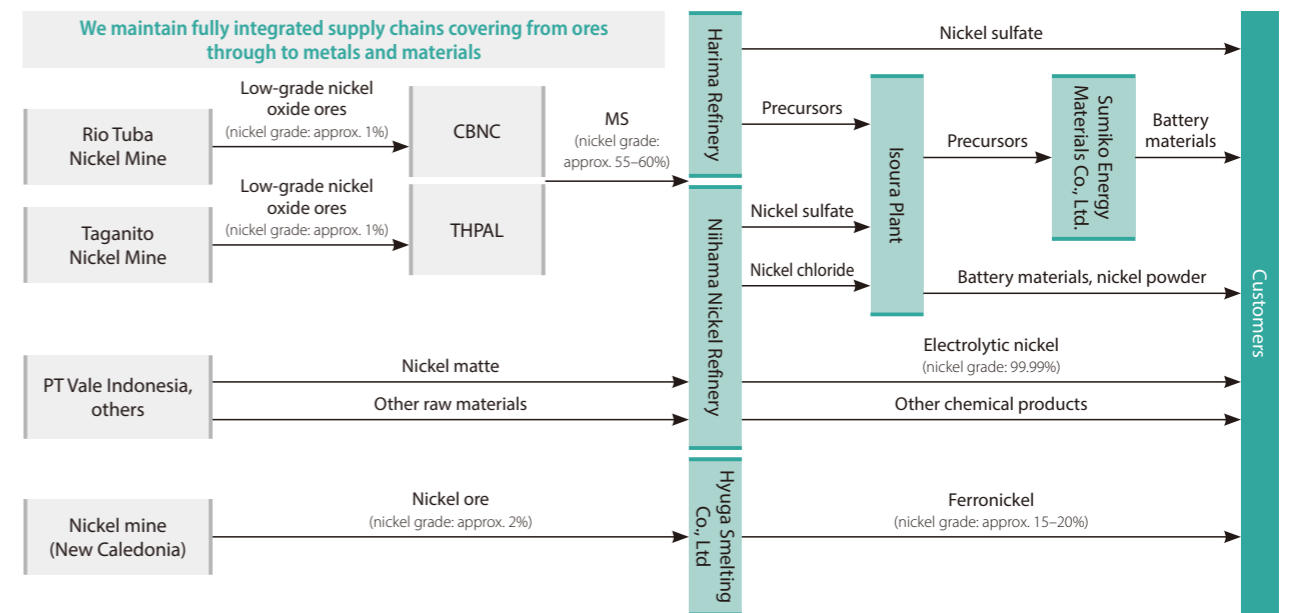 We maintain fully integrated supply chains covering from ores
through to metals and materials
Rio Tuba
Nickel Mine
Low-grade nickel
oxide ores
(nickel grade: approx. 1%)
CBNC
Taganito
Nickel Mine
Low-grade nickel
oxide ores
(nickel grade: approx. 1%)
THPAL
MS
(nickel grade:
approx. 55–60%)
Harima Refinery
Nickel sulfate
Precursors
Niihama Nickel Refinery
Nickel sulfate
Nickel chloride
Isoura Plant
Precursors
Sumiko Energy
Materials Co., Ltd.
Battery
materials
Battery materials, nickel powder
PT Vale Indonesia,
others
Nickel matte
Other raw materials
Electrolytic nickel
(nickel grade: 99.99%)
Other chemical products
Nickel mine
(New Caledonia)
Nickel ore
(nickel grade: approx. 2%)
Hyuga Smelting
Co., Ltd
Ferronickel
(nickel grade: approx. 15–20%)
Customers